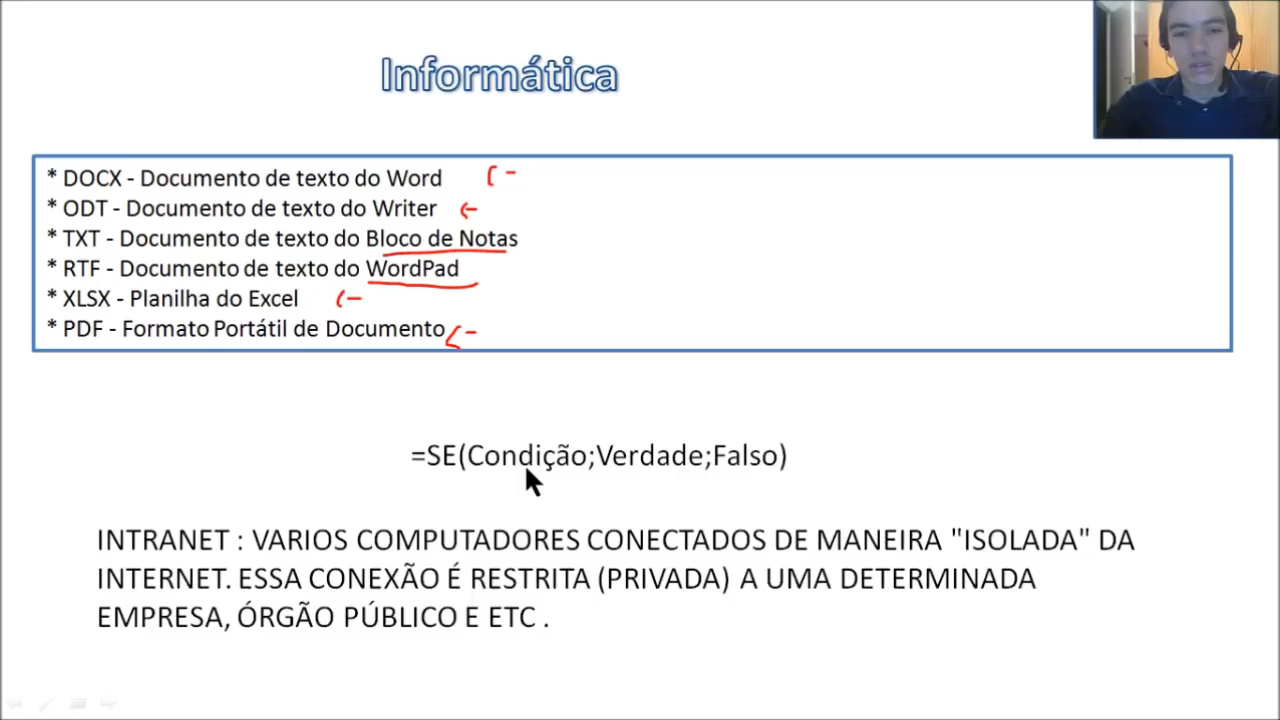 Informática
* DOCX - Documento de texto do Word
* ODT - Documento de texto do Writer
* TXT - Documento de texto do Bloco de Notas
* RTF - Documento de texto do WordPad
* XLSX - Planilha do Excel
* PDF - Formato Portátil de Documento
=SE(Condição;Verdade;Falso)
INTRANET : VARIOS COMPUTADORES CONECTADOS DE MANEIRA "ISOLADA" DA
INTERNET. ESSA CONEXÃO É RESTRITA (PRIVADA) A UMA DETERMINADA
EMPRESA, ÓRGÃO PÚBLICO E ETC .